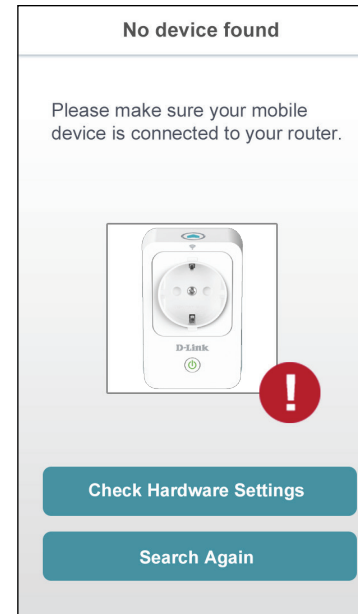 No device found
Please make sure your mobile
device is connected to your router.
D-Link
!
Check Hardware Settings
Search Again